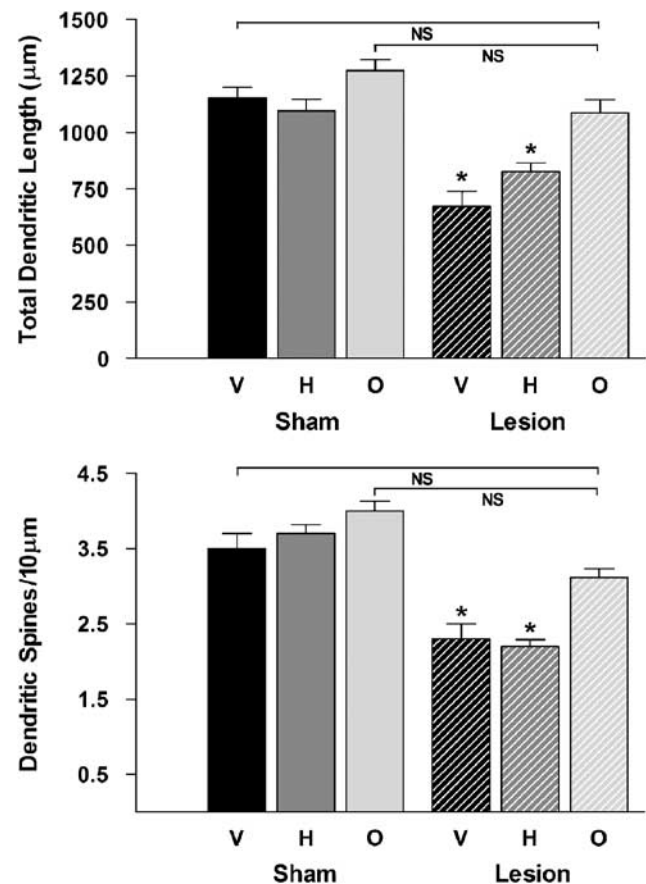 1500
1250
1000
750
500
250
0
Total Dendritic Length (µm)
NS
NS
* *
V H O V H O
Sham Lesion
4.5
3.5
2.5
1.5
0.5
Dendritic Spines/10µm
NS
NS
* *
V H O V H O
Sham Lesion